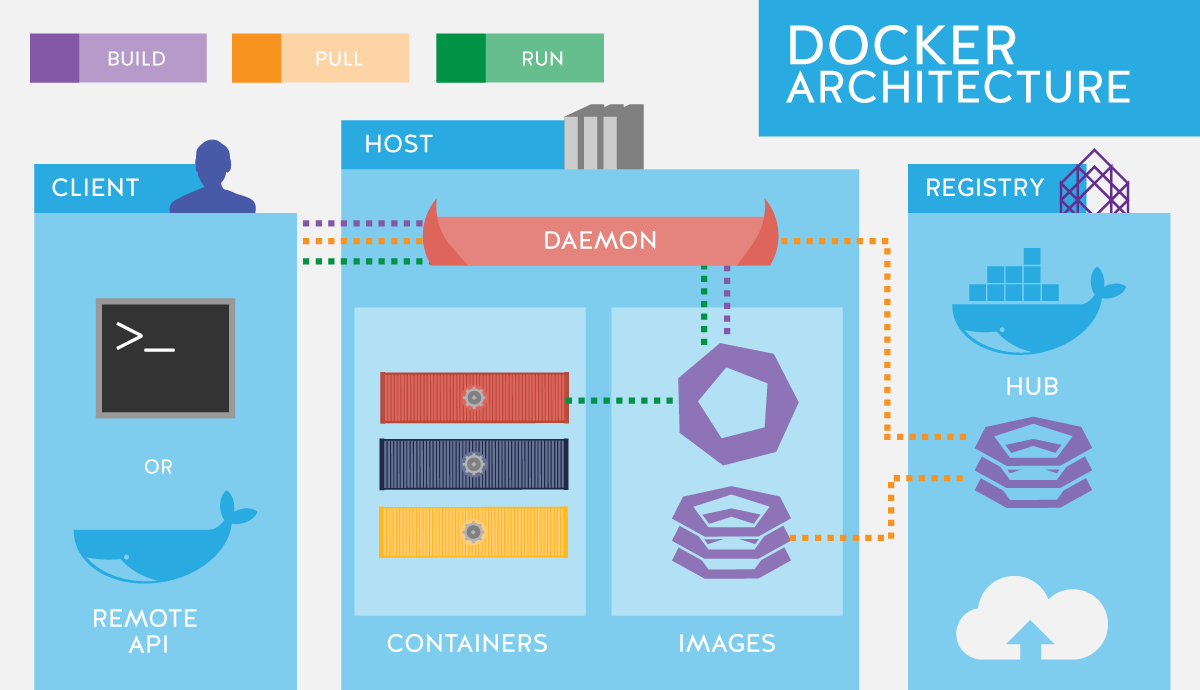 BUILD
PULL
RUN
DOCKER
ARCHITECTURE
CLIENT
HOST
REGISTRY
DAEMON
>_
OR
REMOTE
API
CONTAINERS
IMAGES
HUB